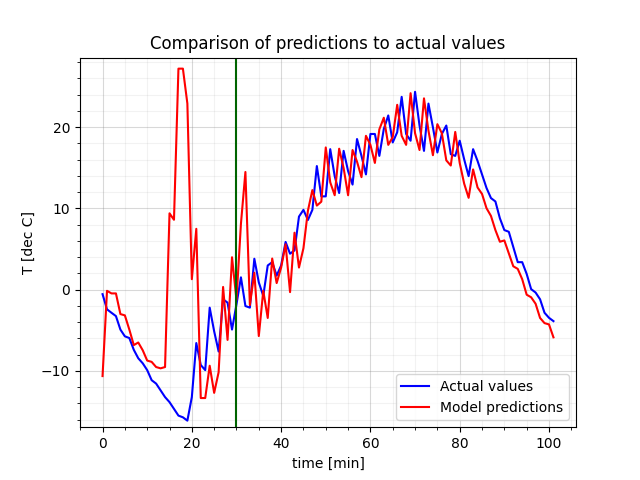 Comparison of predictions to actual values
T [dec C]
20
10
0
−10
0 20 40 60 80 100
time [min]
Actual values
Model predictions